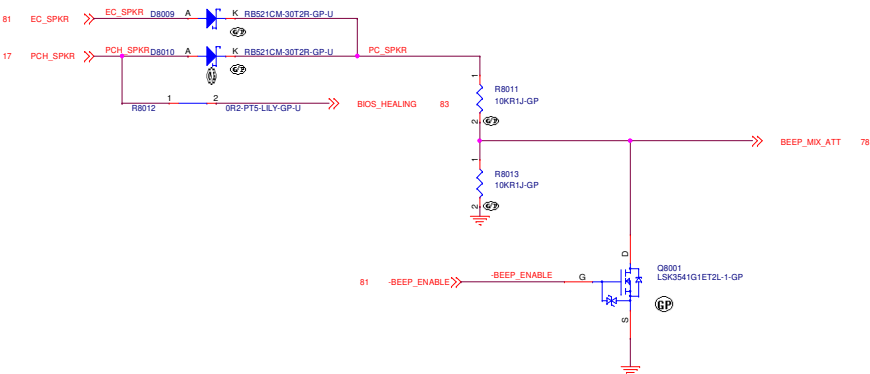 81 EC_SPKR EC_SPKR D8009 A K RB521CM-30T2R-GP-U
17 PCH_SPKR PCH_SPKR D8010 A K RB521CM-30T2R-GP-U PC_SPKR
1
R8011
10KR1J-GP
2
R8012 1 2 0R2-PT5-LILY-GP-U BIOS_HEALING 83
BEEP_MIX_ATT 78
1
R8013
10KR1J-GP
2
D
Q8001
LSK3541G1ET2L-1-GP
81 -BEEP_ENABLE -BEEP_ENABLE G
GP
S